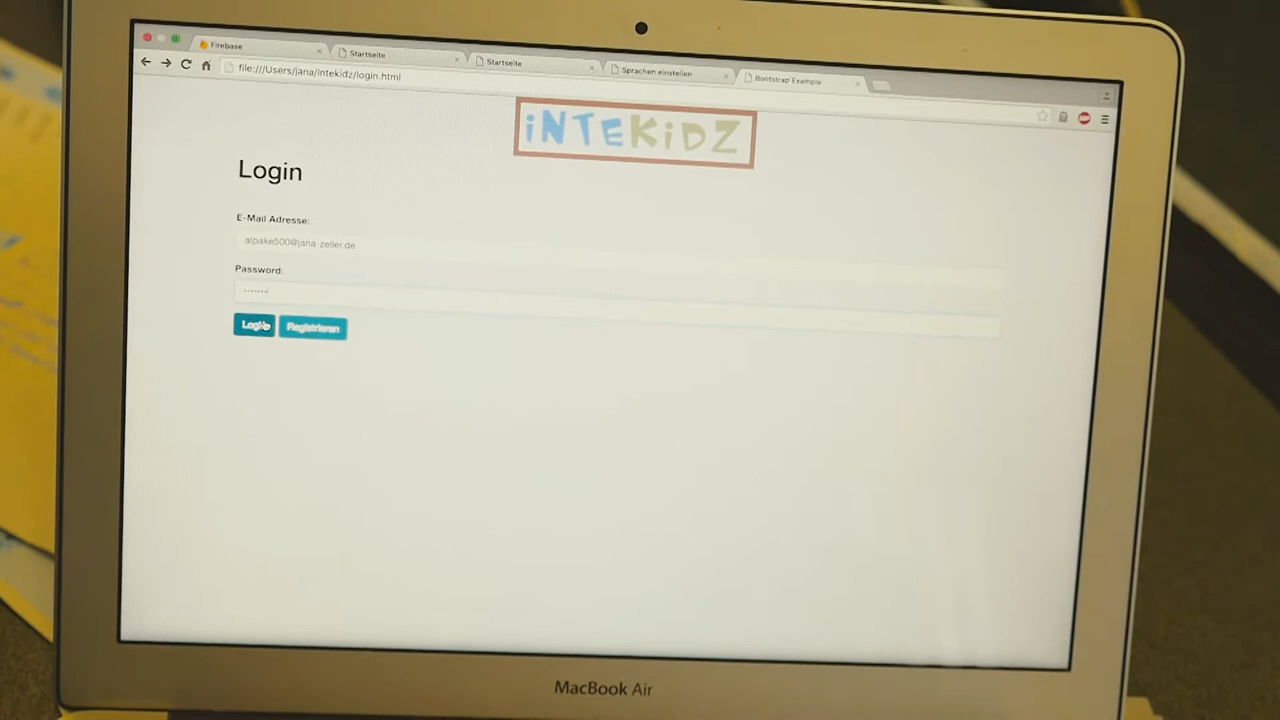 Firebase
Startseite
Startseite
Sprachen einstellen
Bootstrap Example
file:///Users/jana/intekidz/login.html
iNTEKiDZ
Login
E-Mail Adresse:
alpake500@jana-zeller.de
Password:
Login
Registrieren
MacBook Air